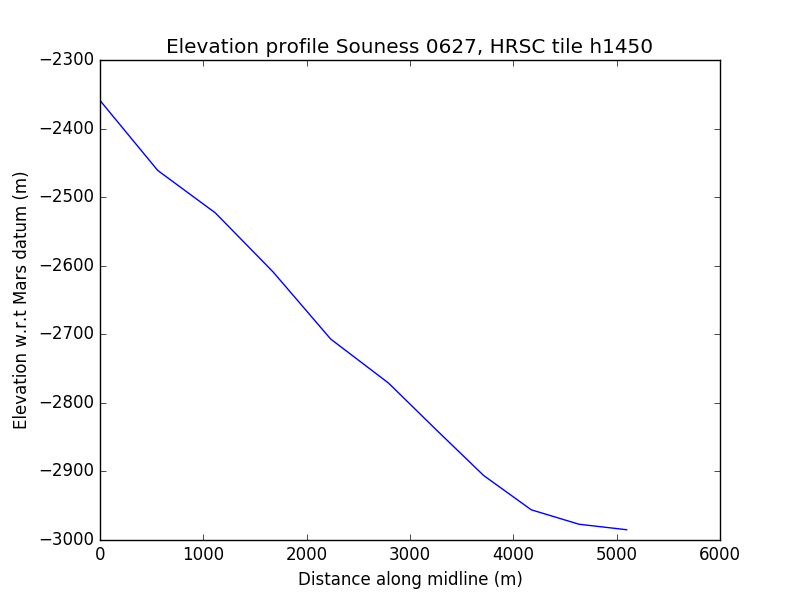 Elevation profile Souness 0627, HRSC tile h1450
Elevation w.r.t Mars datum (m)
−2300
−2400
−2500
−2600
−2700
−2800
−2900
−3000
0 1000 2000 3000 4000 5000 6000
Distance along midline (m)